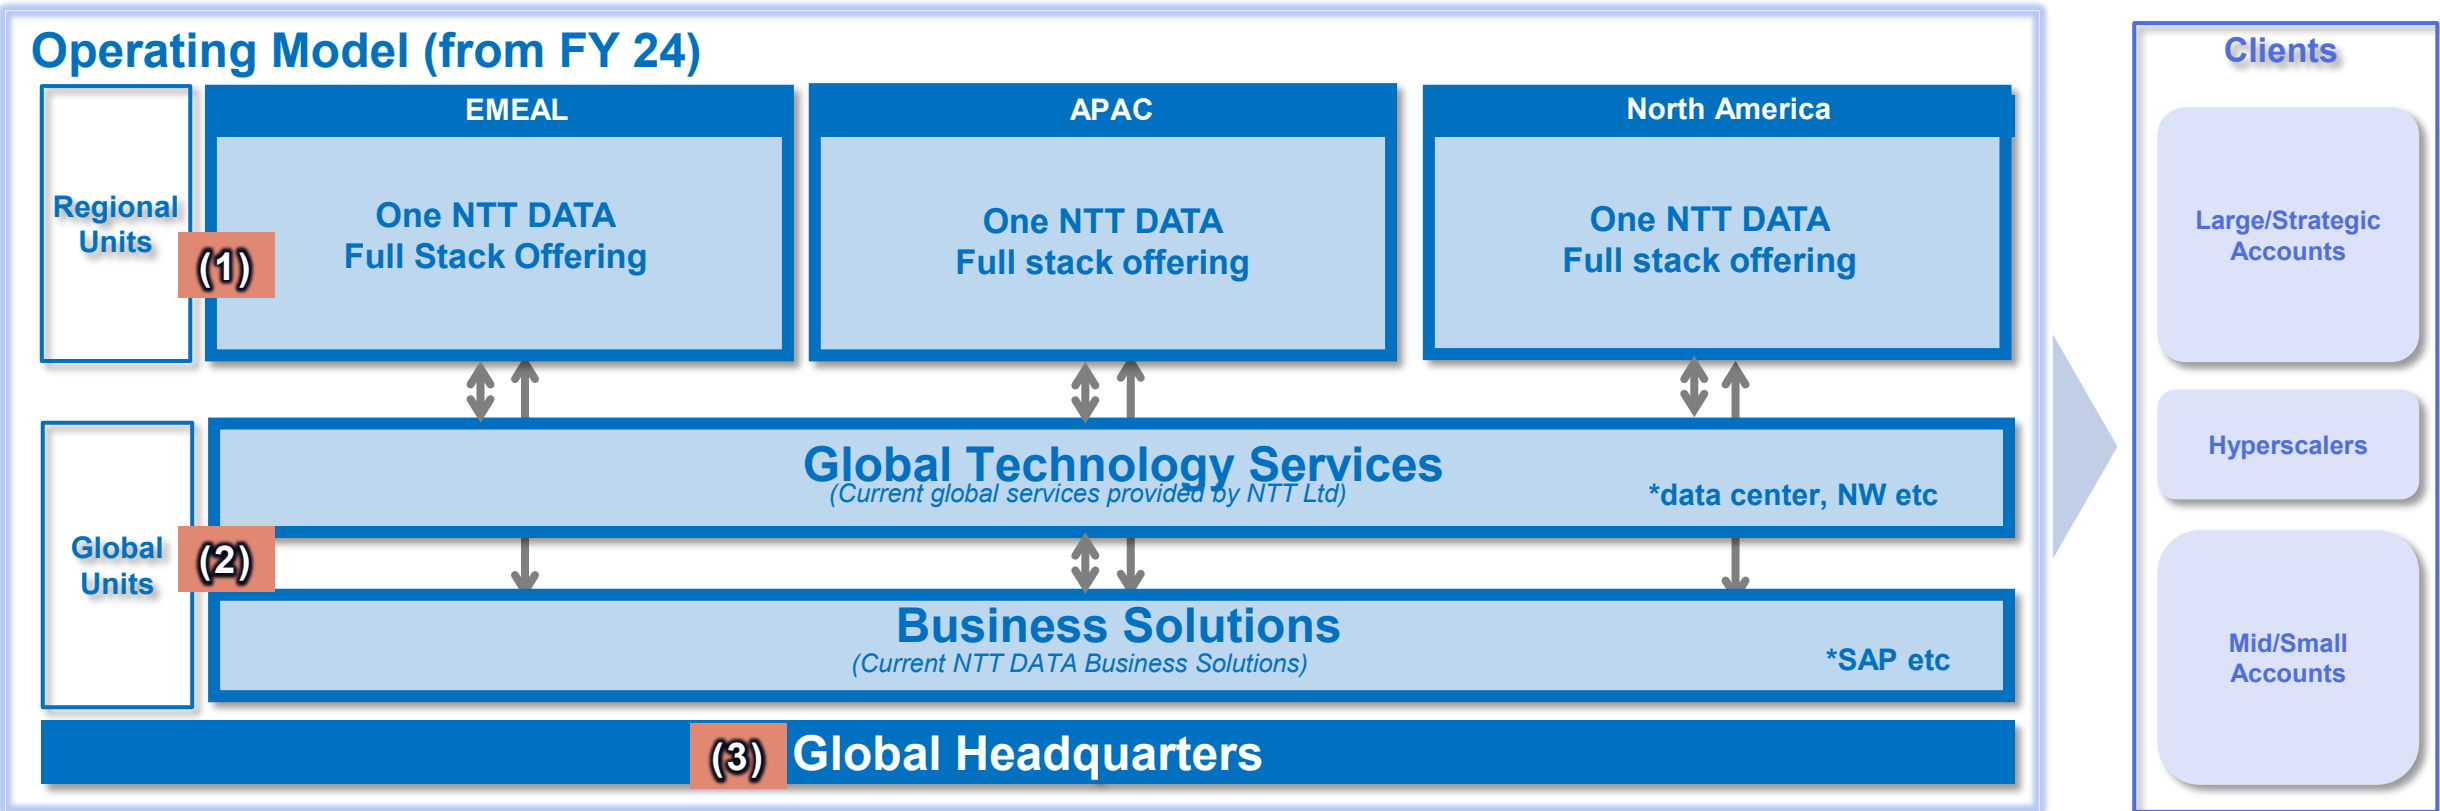 Operating Model (from FY 24)
Regional
Units
(1)
EMEAL
One NTT DATA
Full Stack Offering
APAC
One NTT DATA
Full stack offering
North America
One NTT DATA
Full stack offering
Global
Units
(2)
Global Technology Services
(Current global services provided by NTT Ltd)
*data center, NW etc
Business Solutions
(Current NTT DATA Business Solutions)
*SAP etc
(3) Global Headquarters
Clients
Large/Strategic
Accounts
Hyperscalers
Mid/Small
Accounts